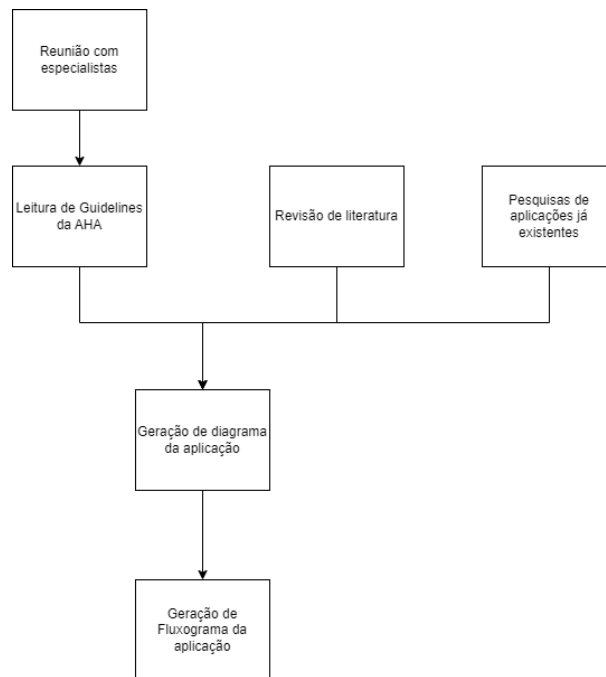 Reunião com
especialistas
Leitura de Guidelines
da AHA
Revisão de literatura
Pesquisas de
aplicações já
existentes
Geração de diagrama
da aplicação
Geração de
Fluxograma da
aplicação